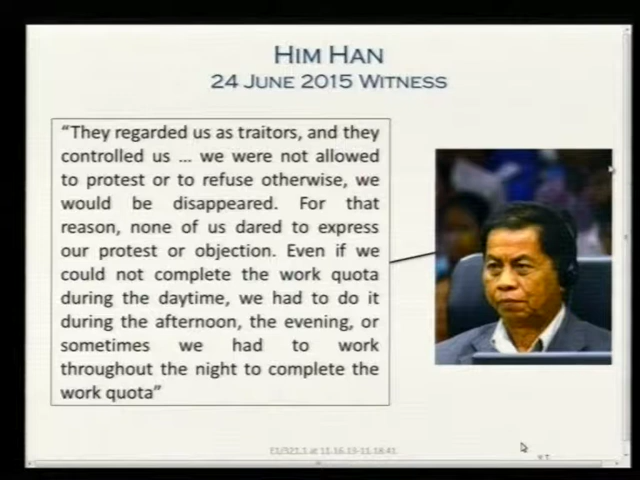 HIM HAN
24 JUNE 2015 WITNESS
“They regarded us as traitors, and they
controlled us ... we were not allowed
to protest or to refuse otherwise, we
would be disappeared. For that
reason, none of us dared to express
our protest or objection. Even if we
could not complete the work quota
during the daytime, we had to do it
during the afternoon, the evening, or
sometimes we had to work
throughout the night to complete the
work quota”